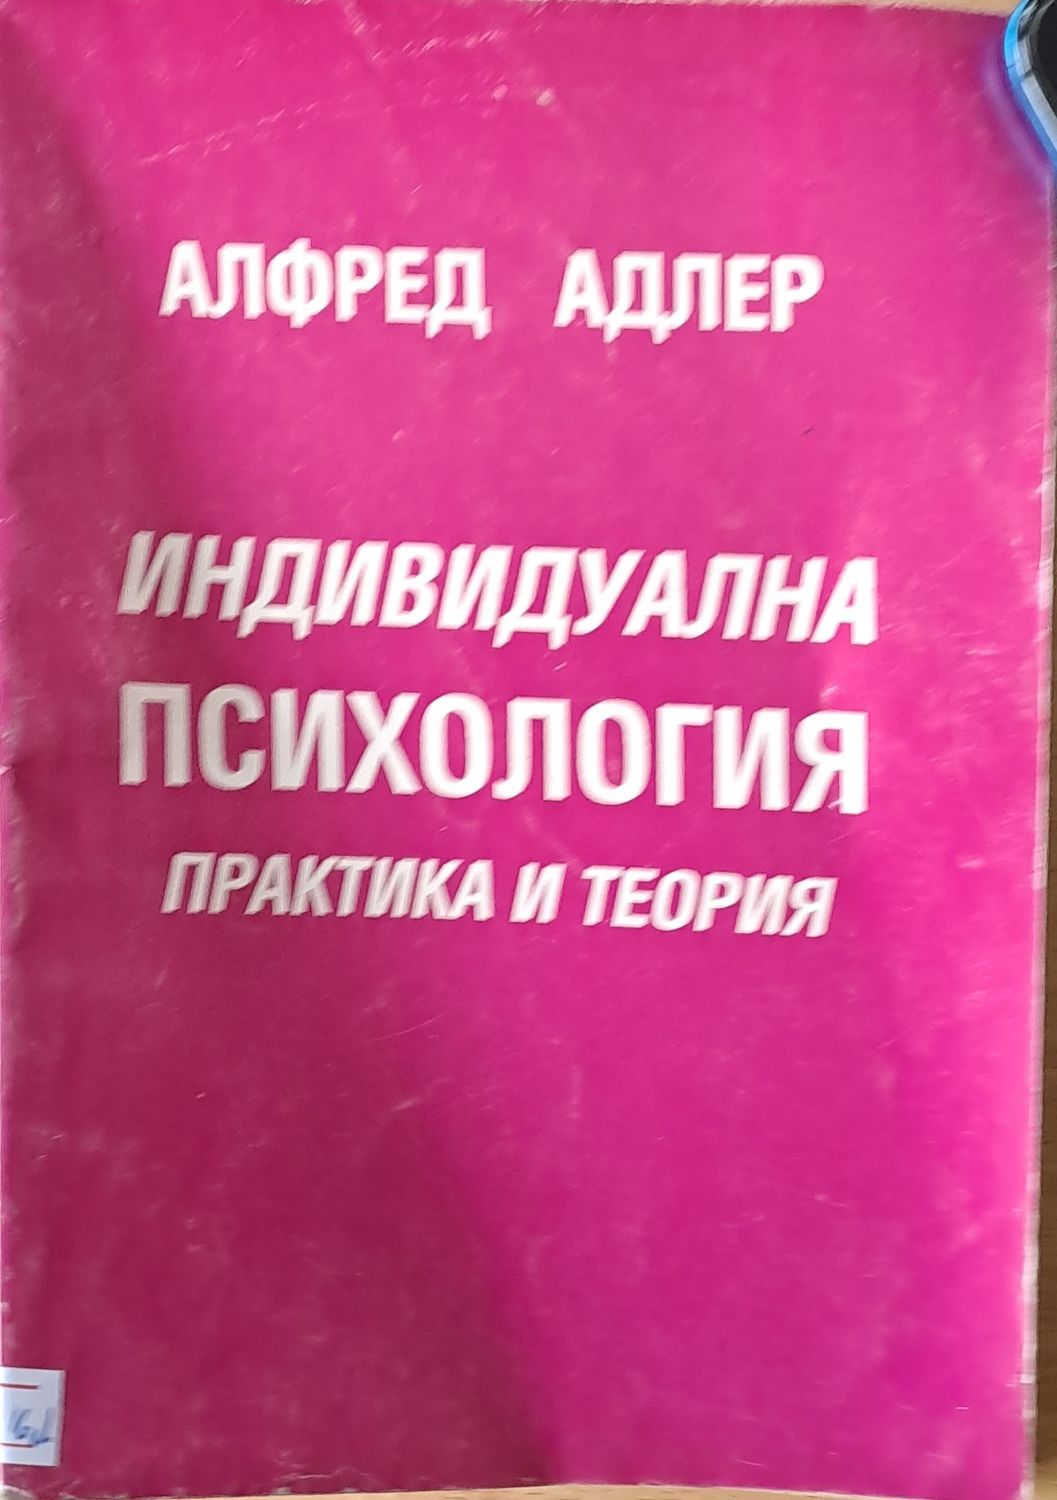 АЛФРЕД АДЛЕР
ИНДИВИДУАЛНА
ПСИХОЛОГИЯ
ПРАКТИКА И ТЕОРИЯ